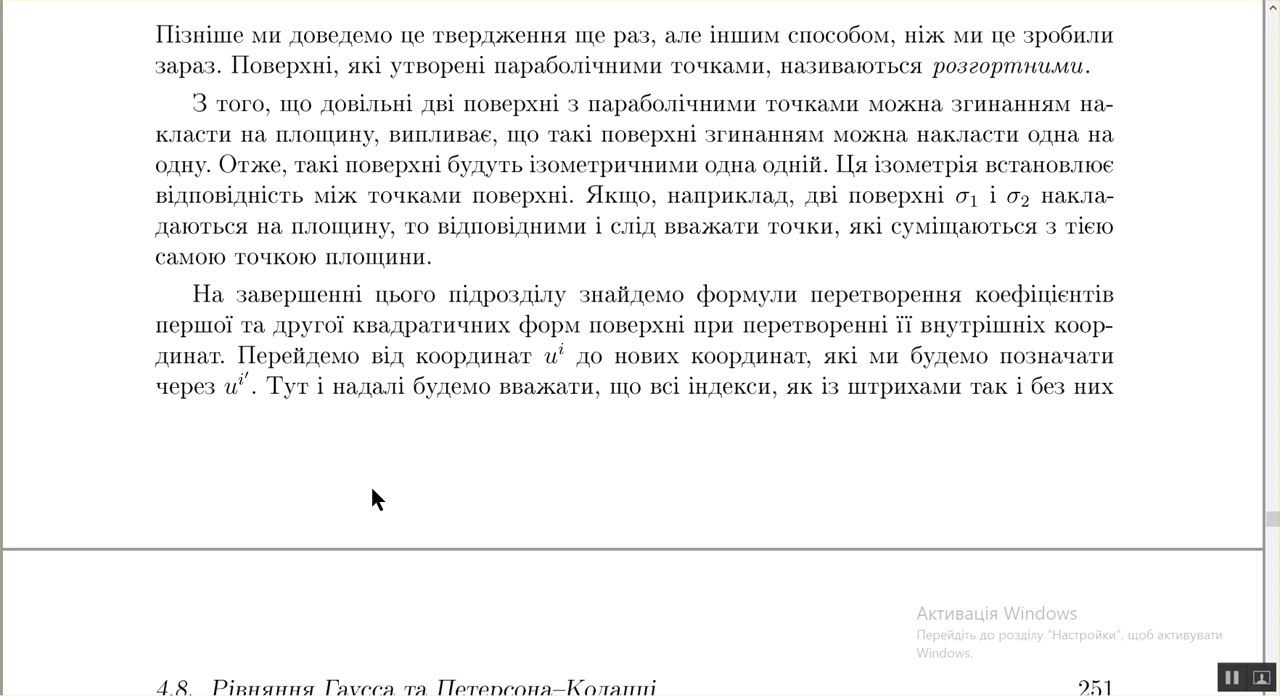 Пізніше ми доведемо це твердження ще раз, але іншим способом, ніж ми це зробили
зараз. Поверхні, які утворені параболічними точками, називаються розгортними.
З того, що довільні дві поверхні з параболічними точками можна згинанням на-
класти на площину, випливає, що такі поверхні згинанням можна накласти одна на
одну. Отже, такі поверхні будуть ізометричними одна одній. Ця ізометрія встановлює
відповідність між точками поверхні. Якщо, наприклад, дві поверхні σ₁ і σ₂ накла-
даються на площину, то відповідними і слід вважати точки, які суміщаються з тією
самою точкою площини.
На завершенні цього підрозділу знайдемо формули перетворення коефіцієнтів
першої та другої квадратичних форм поверхні при перетворенні її внутрішніх коор-
динат. Перейдемо від координат uⁱ до нових координат, які ми будемо позначати
через uⁱ′. Тут і надалі будемо вважати, що всі індекси, як із штрихами так і без них
Активація Windows
Перейдіть до розділу "Настройки", щоб активувати
Windows.
4.8. Рівняння Гаусса та Петерсона–Кодацці 251